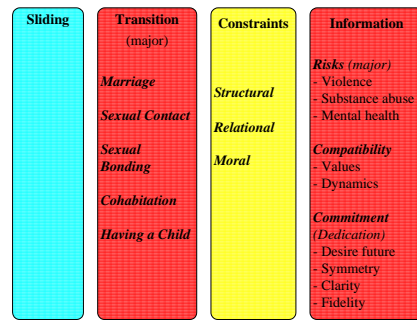 Sliding
Transition
(major)
Marriage
Sexual Contact
Sexual
Bonding
Cohabitation
Having a Child
Constraints
Structural
Relational
Moral
Information
Risks (major)
- Violence
- Substance abuse
- Mental health
Compatibility
- Values
- Dynamics
Commitment
(Dedication)
- Desire future
- Symmetry
- Clarity
- Fidelity